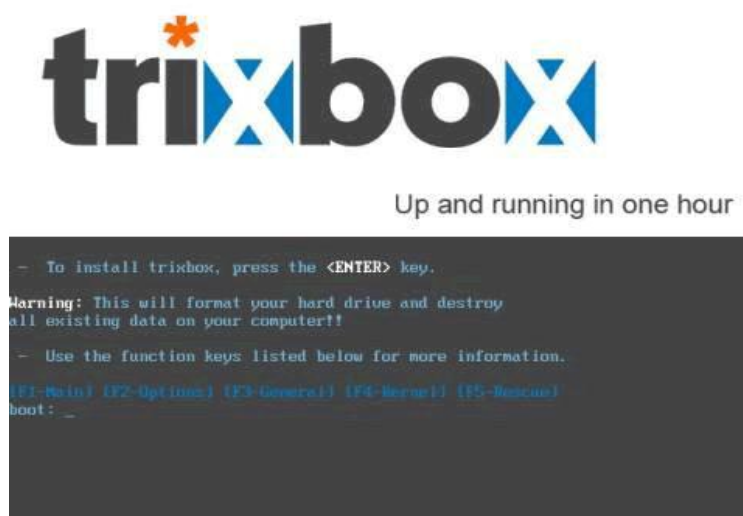 trixbox
Up and running in one hour
- To install trixbox, press the <ENTER> key.
Warning: This will format your hard drive and destroy
all existing data on your computer!!
- Use the function keys listed below for more information.
[F1-Main] [F2-Options] [F3-General] [F4-Kernel] [F5-Rescue]
boot: _